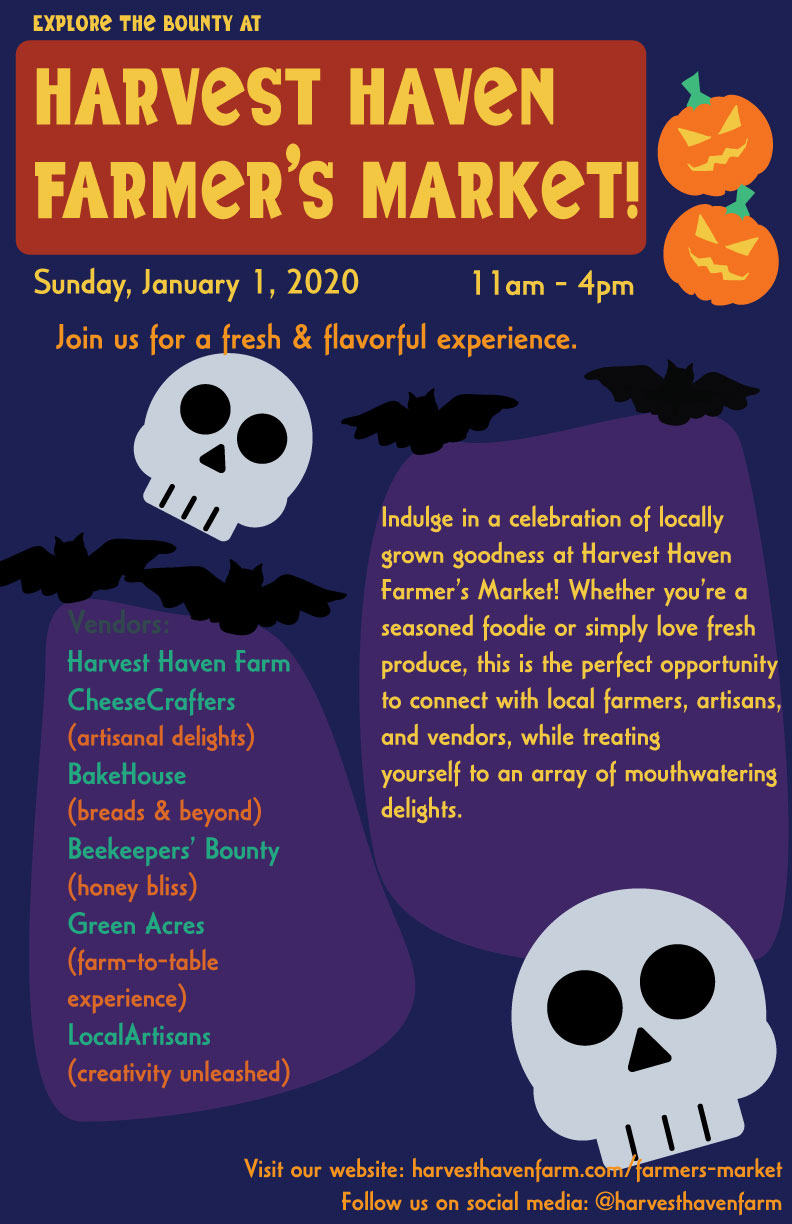 EXPLORE THE BOUNTY AT
HARVEST HAVEN
FARMER'S MARKET!
Sunday, January 1, 2020 11am - 4pm
Join us for a fresh & flavorful experience.
Indulge in a celebration of locally
grown goodness at Harvest Haven
Farmer's Market! Whether you're a
seasoned foodie or simply love fresh
produce, this is the perfect opportunity
to connect with local farmers, artisans,
and vendors, while treating
yourself to an array of mouthwatering
delights.
Vendors:
Harvest Haven Farm
CheeseCrafters
(artisanal delights)
BakeHouse
(breads & beyond)
Beekeepers' Bounty
(honey bliss)
Green Acres
(farm-to-table
experience)
LocalArtisans
(creativity unleashed)
Visit our website: harvesthavenfarm.com/farmers-market
Follow us on social media: @harvesthavenfarm